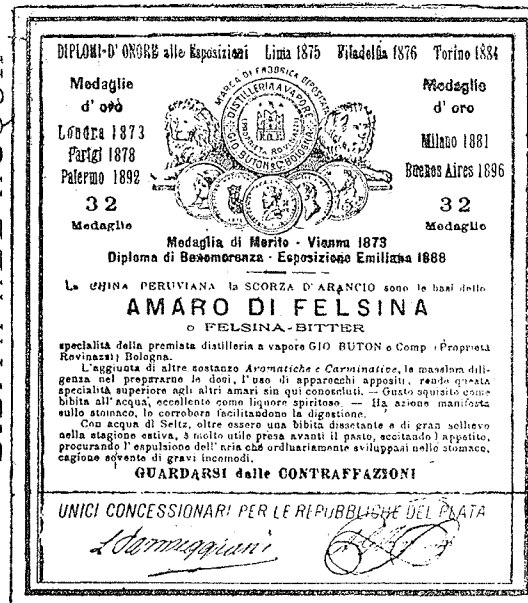 DIPLOMI-D' ONORE alle Esposizioni Lima 1875 Filadelfia 1876 Torino 1884
Medaglie
d' oro
Londra 1873
Parigi 1878
Palermo 1892
32
Medaglie
MARCA DI FABBRICA DEPOSITATA
DISTILLERIA A VAPORE
GIO. BUTON & C. BOLOGNA
PROPRIETÀ ROVINAZZI
Medaglie
d' oro
Milano 1881
Buenos Aires 1896
32
Medaglie
Medaglia di Merito - Vienna 1873
Diploma di Benemerenza - Esposizione Emiliana 1888
La CHINA PERUVIANA la SCORZA D'ARANCIO sono le basi dello
AMARO DI FELSINA
o FELSINA-BITTER
specialità della premiata distilleria a vapore GIO BUTON e Comp (Proprietà
Rovinazzi) Bologna.
L'aggiunta di altre sostanze Aromatiche e Carminative, la massima dili-
genza nel prepararne le dosi, l'uso di apparecchi appositi, rende questa
specialità superiore agli altri amari sin qui conosciuti. — Gusto squisito come
bibita all'acqua, eccellente come liquore spiritoso. — Ha azione manifesta
sullo stomaco, lo corrobora facilitandone la digestione.
Con acqua di Seltz, oltre essere una bibita dissetante e di gran sollievo
nella stagione estiva, è molto utile presa avanti il pasto, eccitando l'appetito,
procurando l'espulsione dell'aria che ordinariamente sviluppasi nello stomaco,
cagione sovente di gravi incomodi.
GUARDARSI dalle CONTRAFFAZIONI
UNICI CONCESSIONARI PER LE REPUBBLICHE DEL PLATA